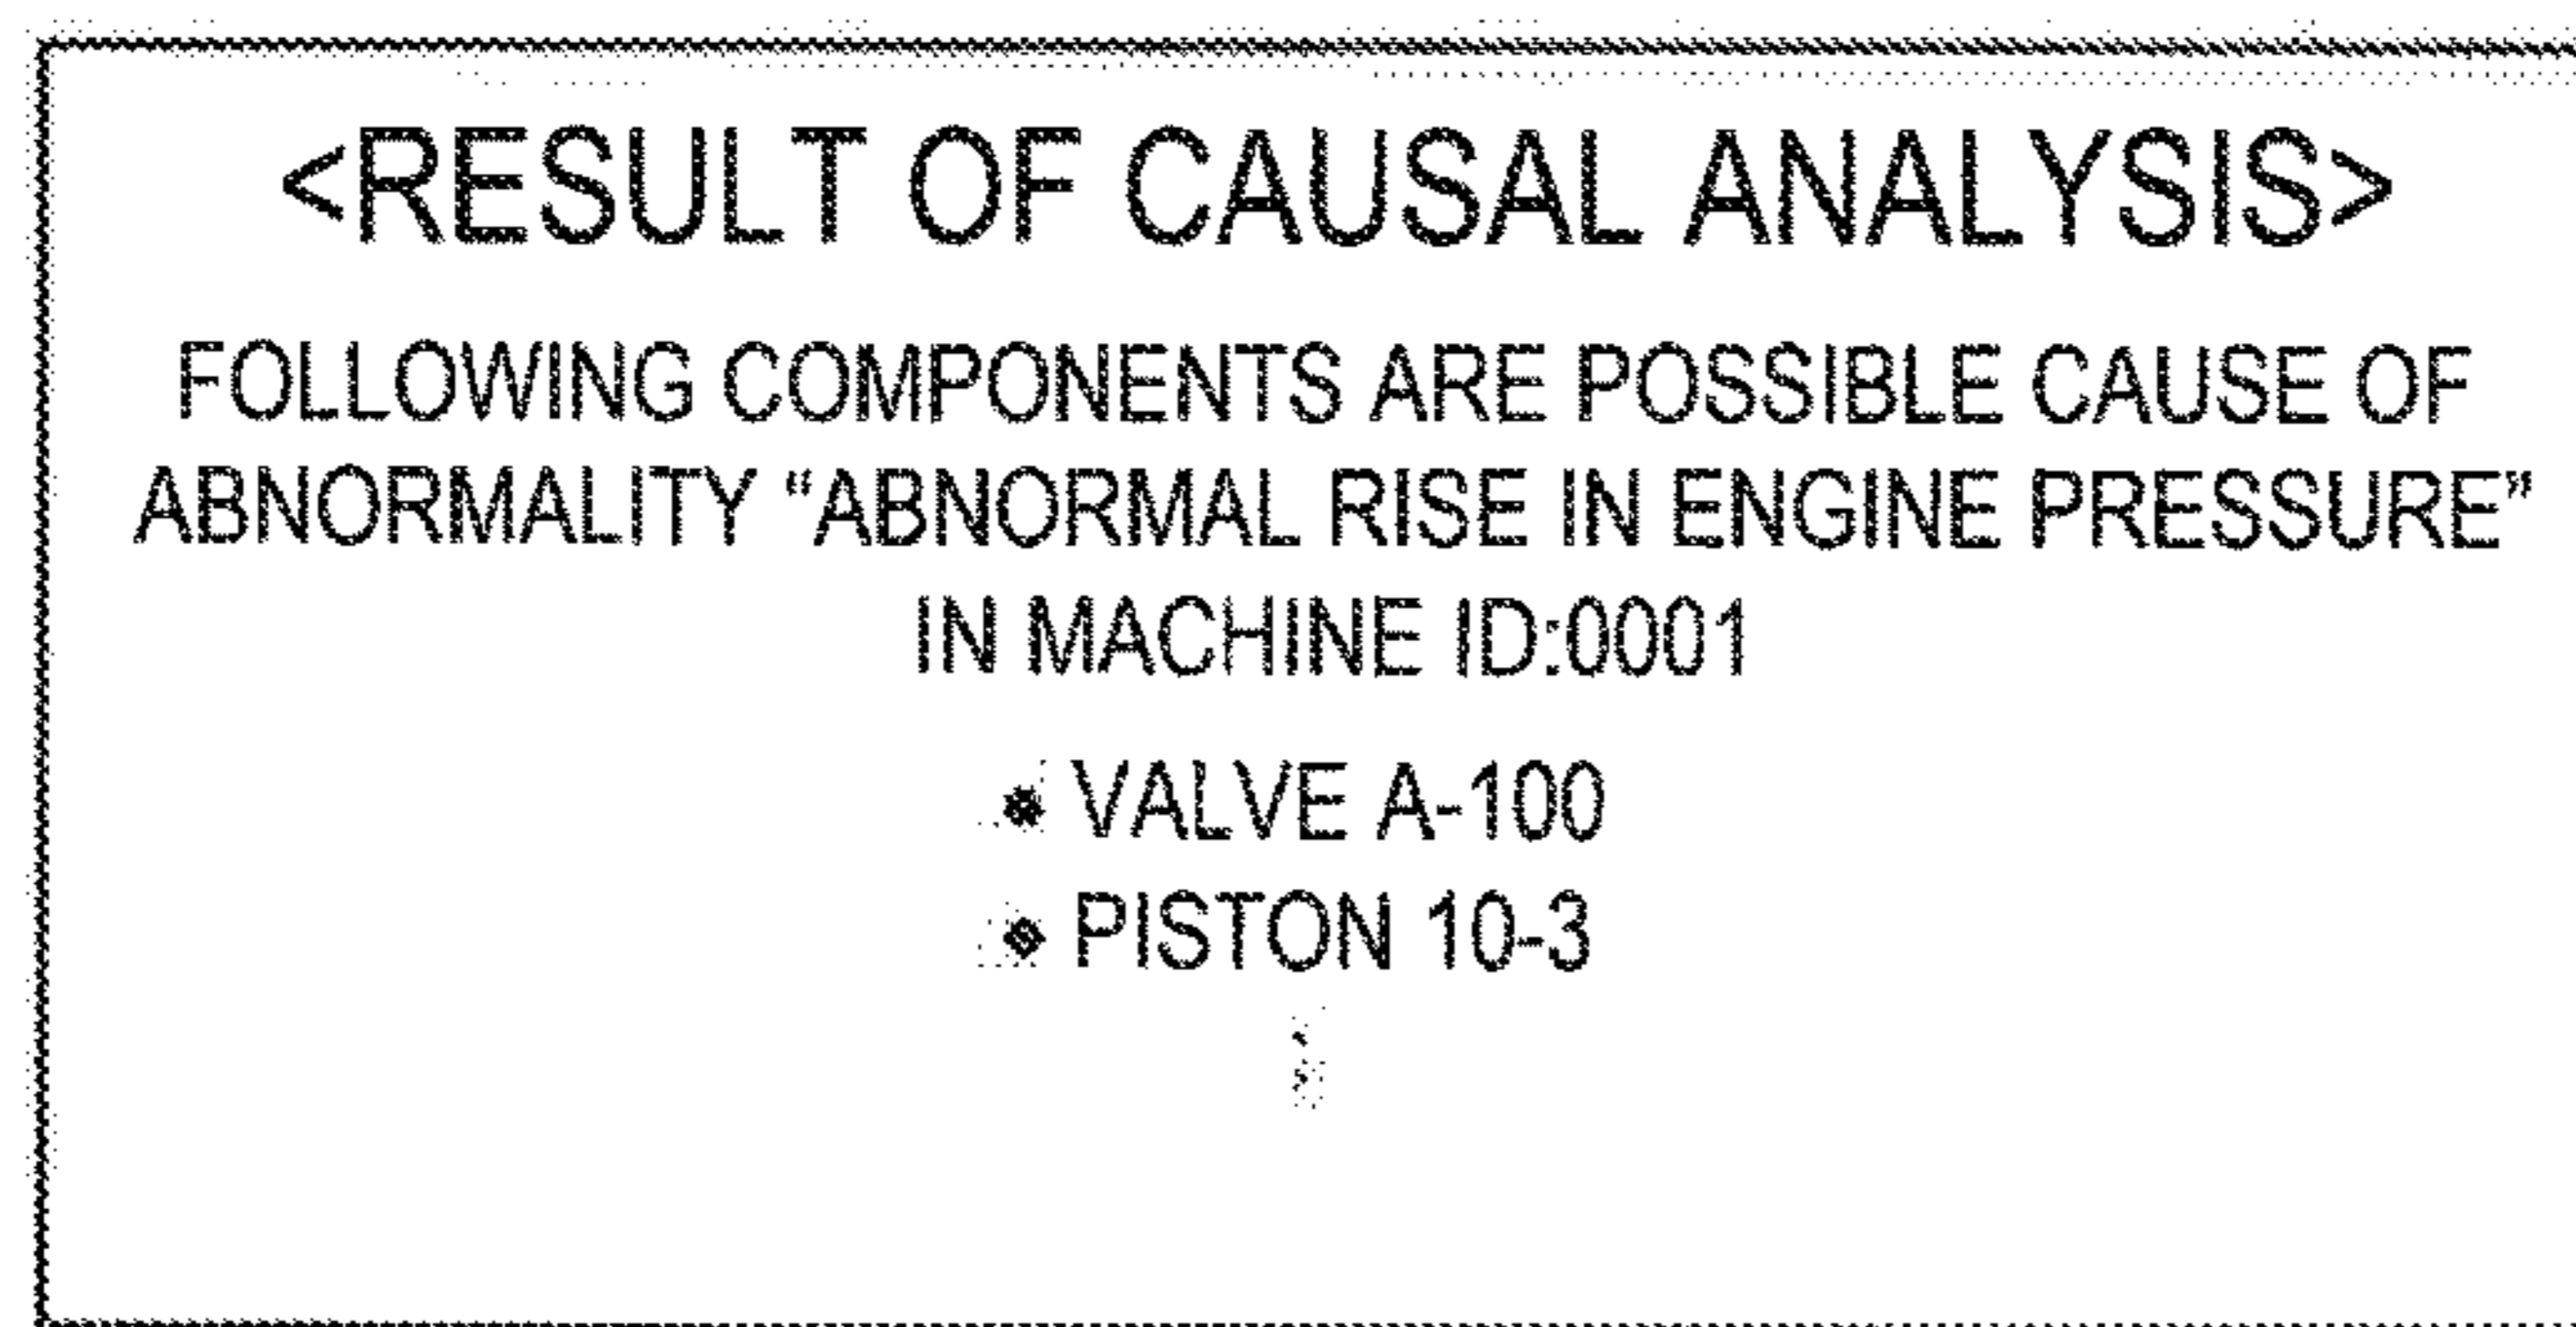 <RESULT OF CAUSAL ANALYSIS>
FOLLOWING COMPONENTS ARE POSSIBLE CAUSE OF
ABNORMALITY “ABNORMAL RISE IN ENGINE PRESSURE”
IN MACHINE ID:0001
• VALVE A-100
• PISTON 10-3